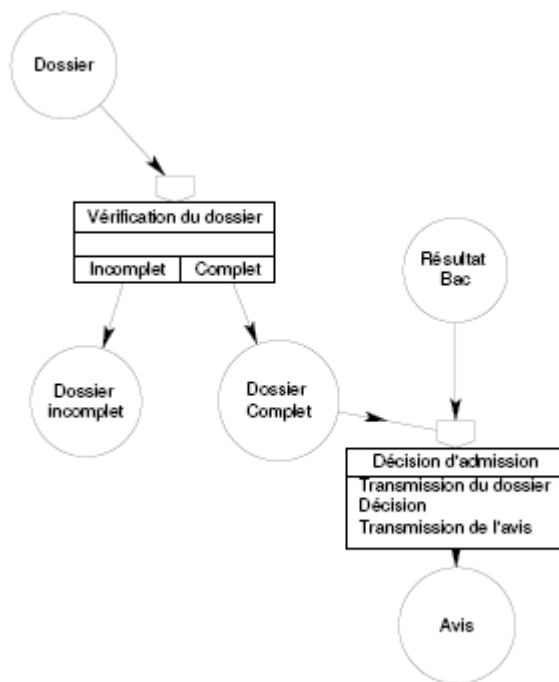 Dossier
Vérification du dossier
Incomplet
Complet
Résultat
Bac
Dossier
incomplet
Dossier
Complet
Décision d'admission
Transmission du dossier
Décision
Transmission de l'avis
Avis